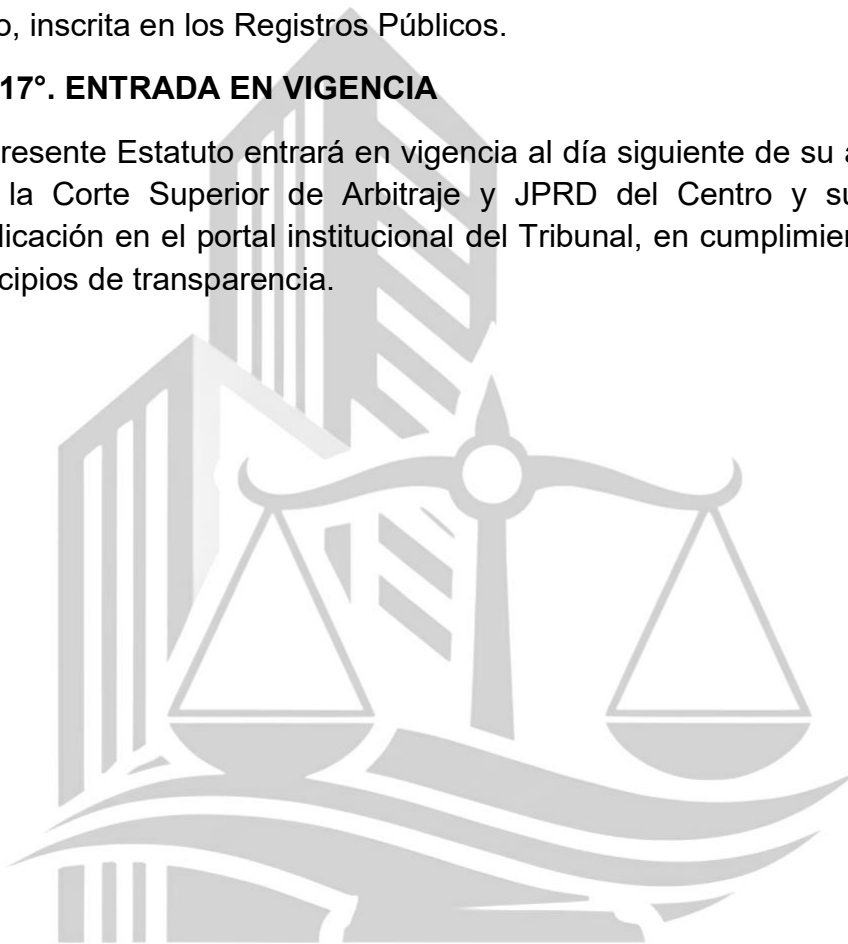 o, inscrita en los Registros Públicos.
17°. ENTRADA EN VIGENCIA
resente Estatuto entrará en vigencia al día siguiente de su a
la Corte Superior de Arbitraje y JPRD del Centro y su
licación en el portal institucional del Tribunal, en cumplimien
cipios de transparencia.